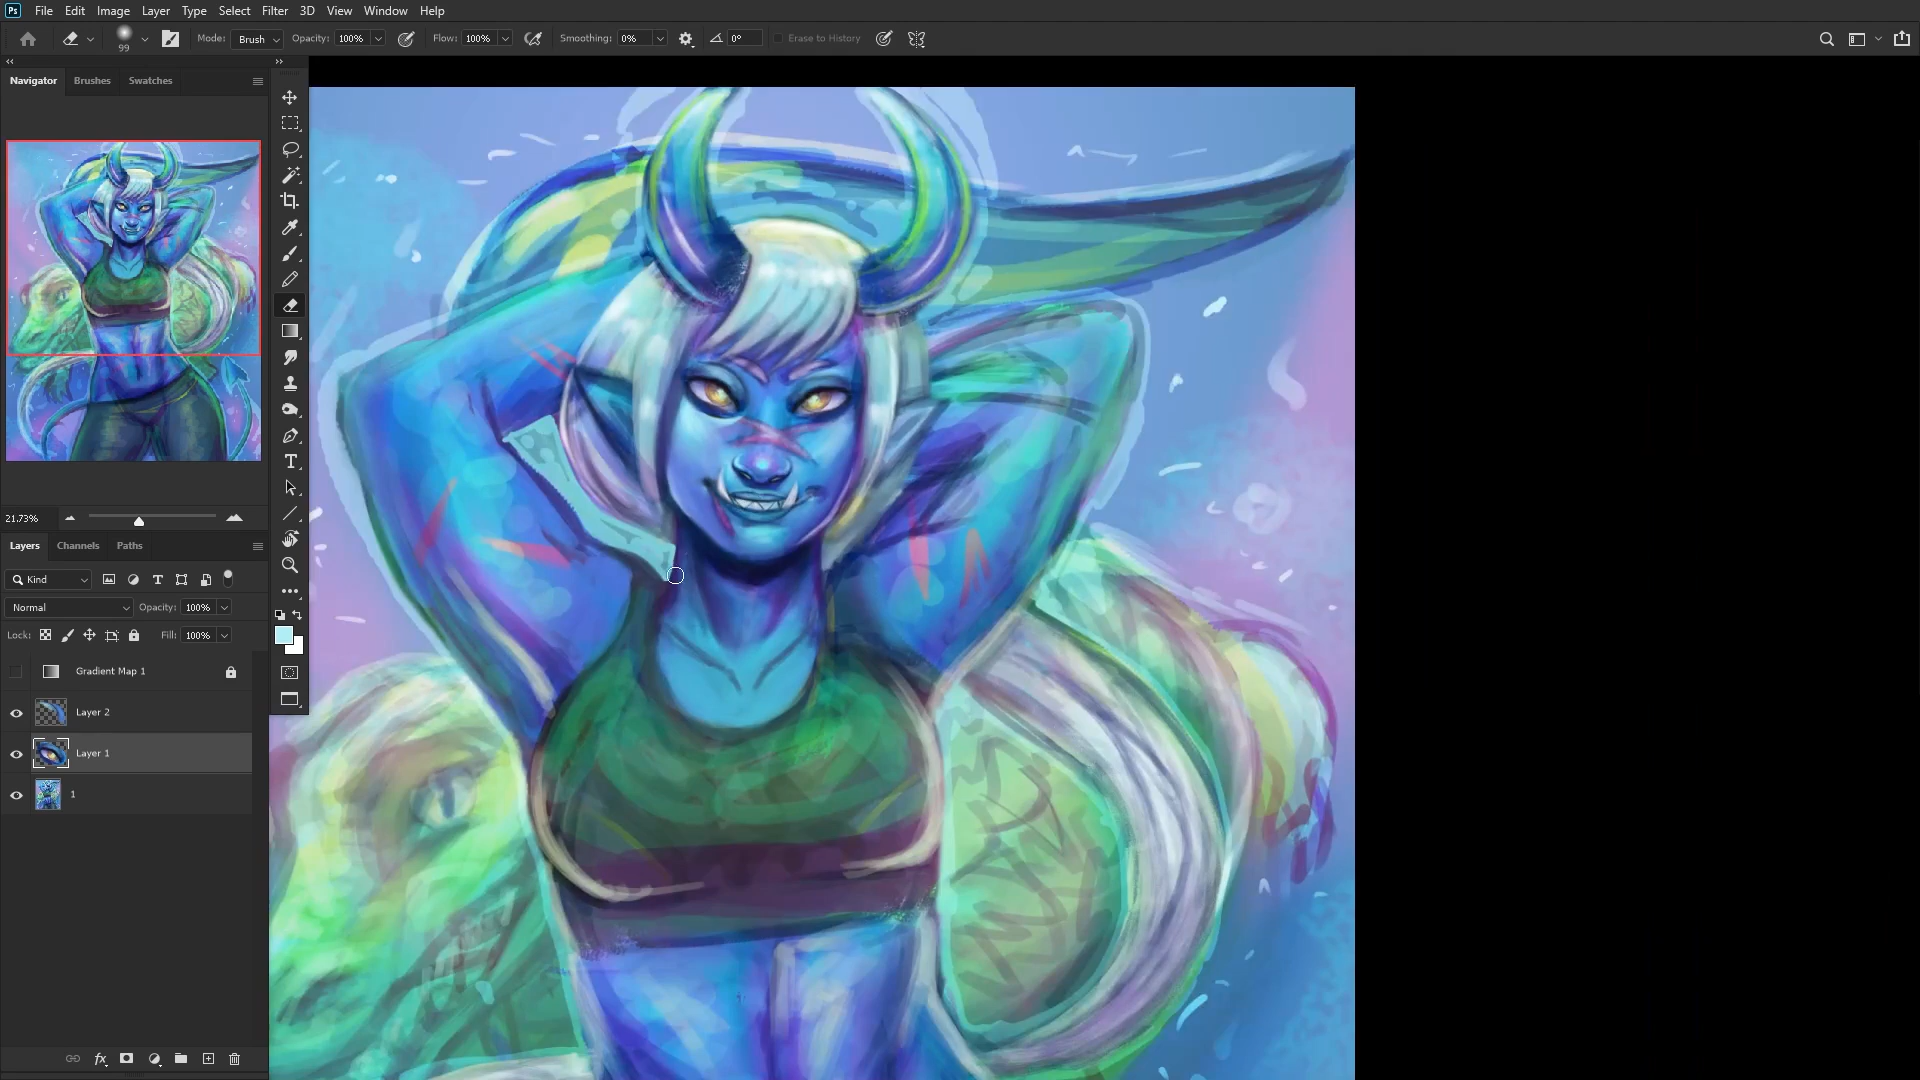 Ps File Edit Image Layer Type Select Filter 3D View Window Help
99 Mode: Brush Opacity: 100% Flow: 100% Smoothing: 0% 0° Erase to History
Navigator Brushes Swatches
21.73%
Layers Channels Paths
Kind
Normal Opacity: 100%
Lock: Fill: 100%
Gradient Map 1
Layer 2
Layer 1
1